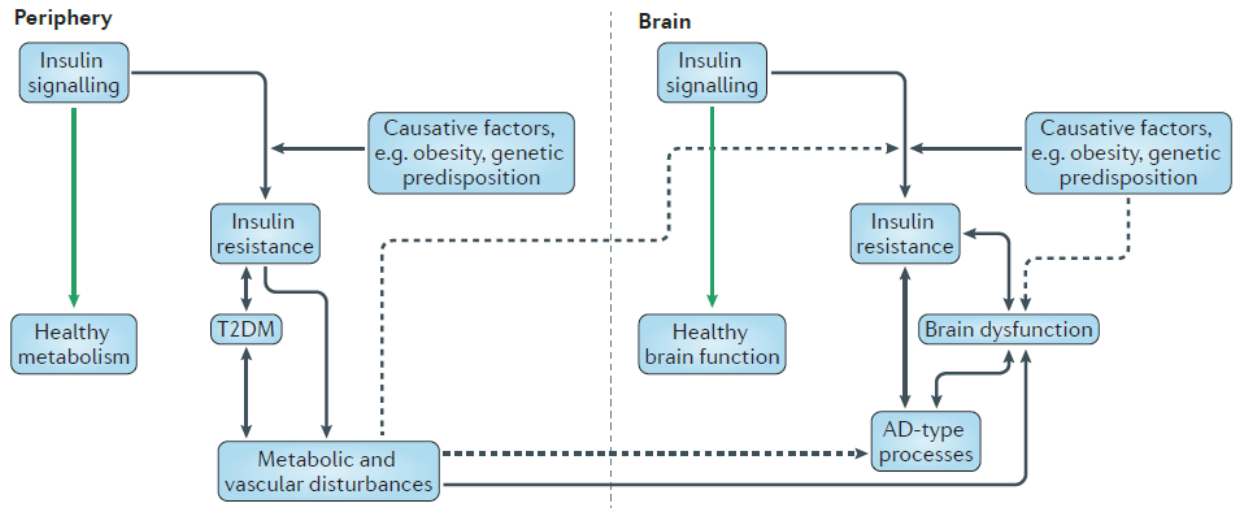 Periphery
Insulin
signalling
Causative factors,
e.g. obesity, genetic
predisposition
Insulin
resistance
T2DM
Healthy
metabolism
Metabolic and
vascular disturbances
Brain
Insulin
signalling
Causative factors,
e.g. obesity, genetic
predisposition
Insulin
resistance
Healthy
brain function
Brain dysfunction
AD-type
processes